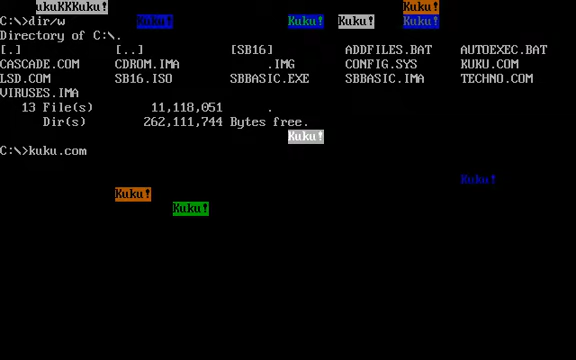 ukuKKKuku! Kuku!
C:\>dir/w Kuku! Kuku! Kuku! Kuku!
Directory of C:\.
[.] [..] [SB16] ADDFILES.BAT AUTOEXEC.BAT
CASCADE.COM CDROM.IMA .IMG CONFIG.SYS KUKU.COM
LSD.COM SB16.ISO SBBASIC.EXE SBBASIC.IMA TECHNO.COM
VIRUSES.IMA
13 File(s) 11,118,051 .
Dir(s) 262,111,744 Bytes free.
Kuku!
C:\>kuku.com
Kuku!
Kuku!
Kuku!